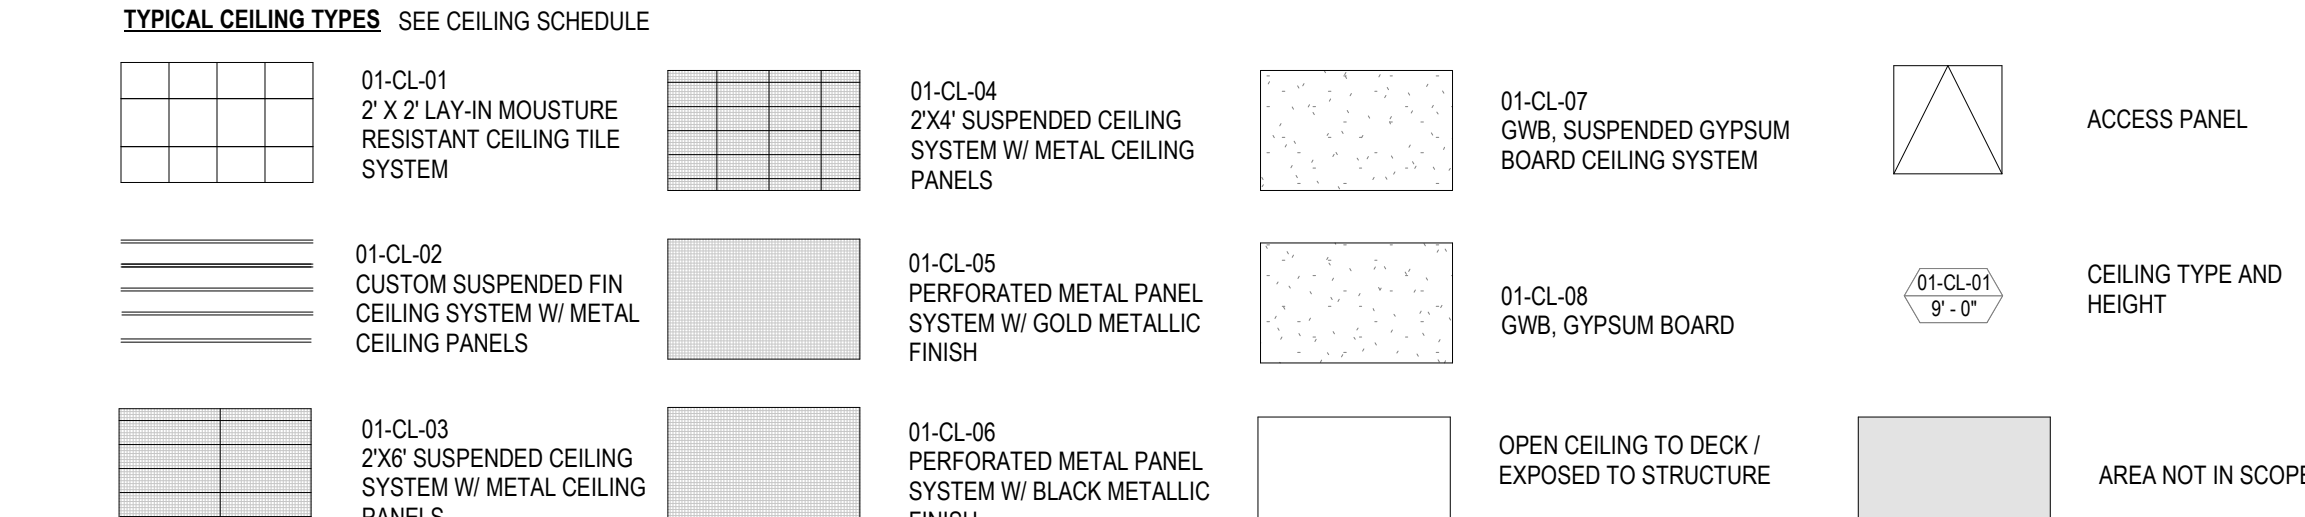 TYPICAL CEILING TYPES SEE CEILING SCHEDULE
01-CL-01
2' X 2' LAY-IN MOUSTURE
RESISTANT CEILING TILE
SYSTEM
01-CL-02
CUSTOM SUSPENDED FIN
CEILING SYSTEM W/ METAL
CEILING PANELS
01-CL-03
2'X6' SUSPENDED CEILING
SYSTEM W/ METAL CEILING
PANELS
01-CL-04
2'X4' SUSPENDED CEILING
SYSTEM W/ METAL CEILING
PANELS
01-CL-05
PERFORATED METAL PANEL
SYSTEM W/ GOLD METALLIC
FINISH
01-CL-06
PERFORATED METAL PANEL
SYSTEM W/ BLACK METALLIC
FINISH
01-CL-07
GWB, SUSPENDED GYPSUM
BOARD CEILING SYSTEM
01-CL-08
GWB, GYPSUM BOARD
OPEN CEILING TO DECK /
EXPOSED TO STRUCTURE
ACCESS PANEL
01-CL-01
9' - 0"
CEILING TYPE AND
HEIGHT
AREA NOT IN SCOPE